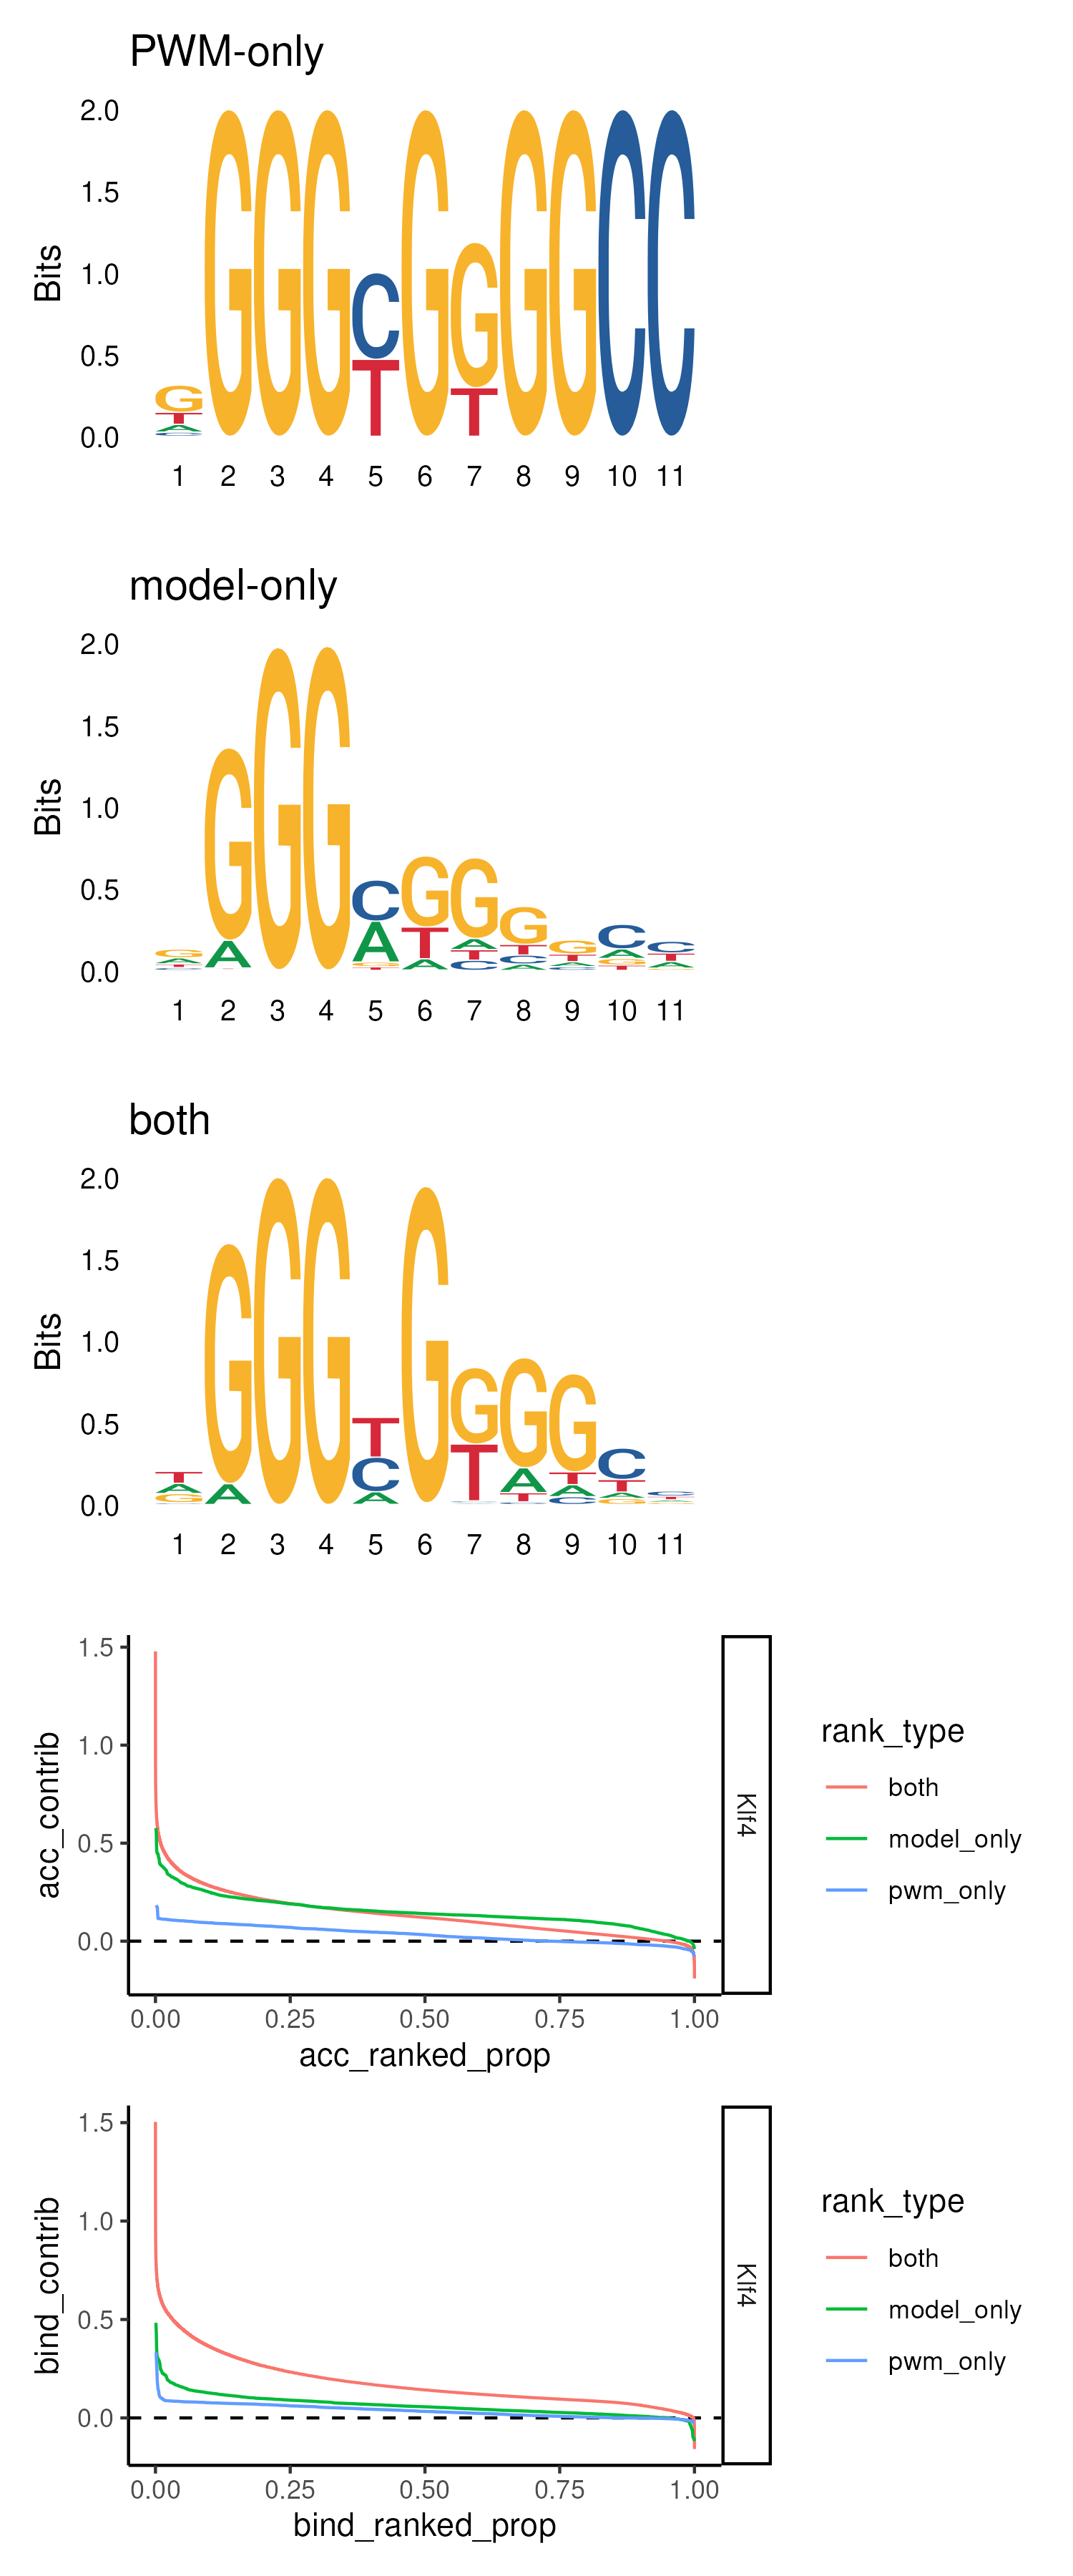 PWM-only
2.0
1.5
1.0
0.5
0.0
Bits
G T A C G G G C T G G T G G C C
1 2 3 4 5 6 7 8 9 10 11
model-only
2.0
1.5
1.0
0.5
0.0
Bits
1 2 3 4 5 6 7 8 9 10 11
both
2.0
1.5
1.0
0.5
0.0
Bits
1 2 3 4 5 6 7 8 9 10 11
1.5
1.0
0.5
0.0
acc_contrib
0.00 0.25 0.50 0.75 1.00
acc_ranked_prop
Klf4
rank_type
both
model_only
pwm_only
1.5
1.0
0.5
0.0
bind_contrib
0.00 0.25 0.50 0.75 1.00
bind_ranked_prop
Klf4
rank_type
both
model_only
pwm_only